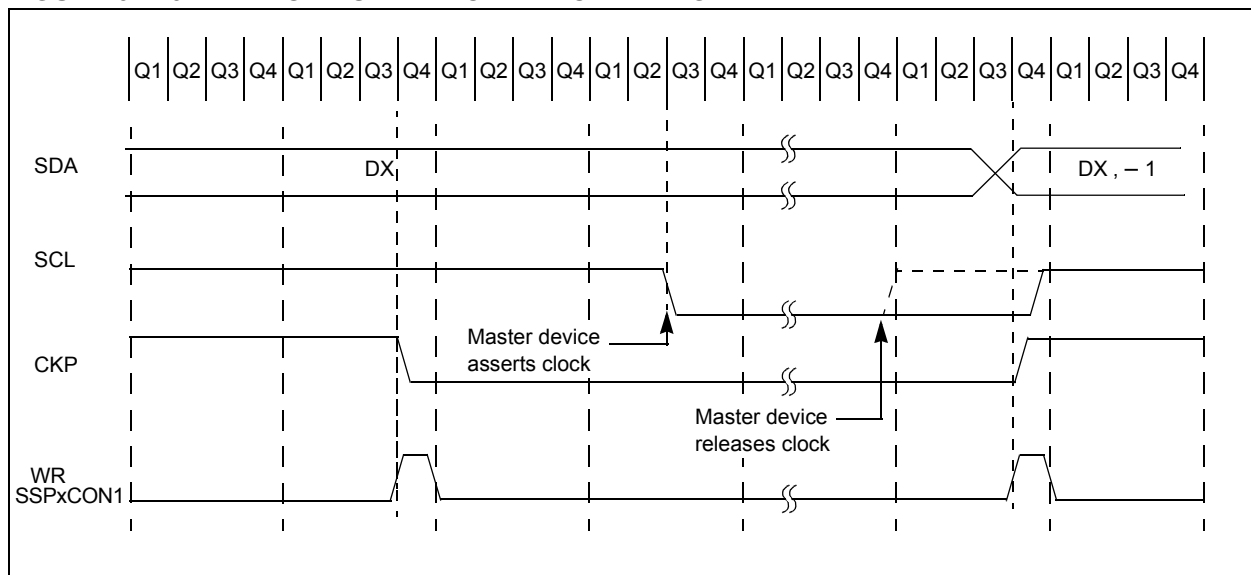 Q1 Q2 Q3 Q4 Q1 Q2 Q3 Q4 Q1 Q2 Q3 Q4 Q1 Q2 Q3 Q4 Q1 Q2 Q3 Q4 Q1 Q2 Q3 Q4 Q1 Q2 Q3 Q4
SDA
DX
DX , – 1
SCL
Master device
asserts clock
CKP
Master device
releases clock
WR
SSPxCON1